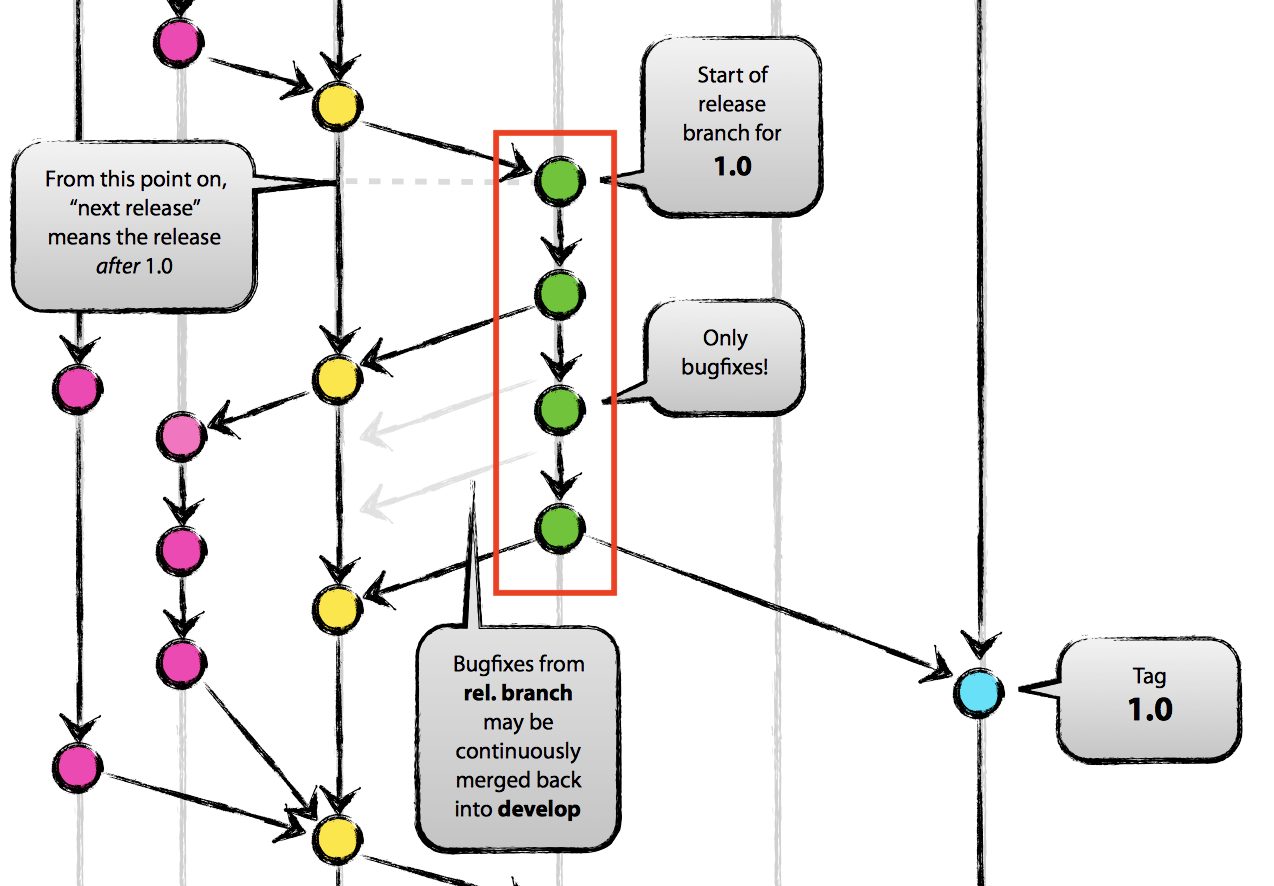 Start of
release
branch for
1.0
From this point on,
“next release”
means the release
after 1.0
Only
bugfixes!
Bugfixes from
rel. branch
may be
continuously
merged back
into develop
Tag
1.0